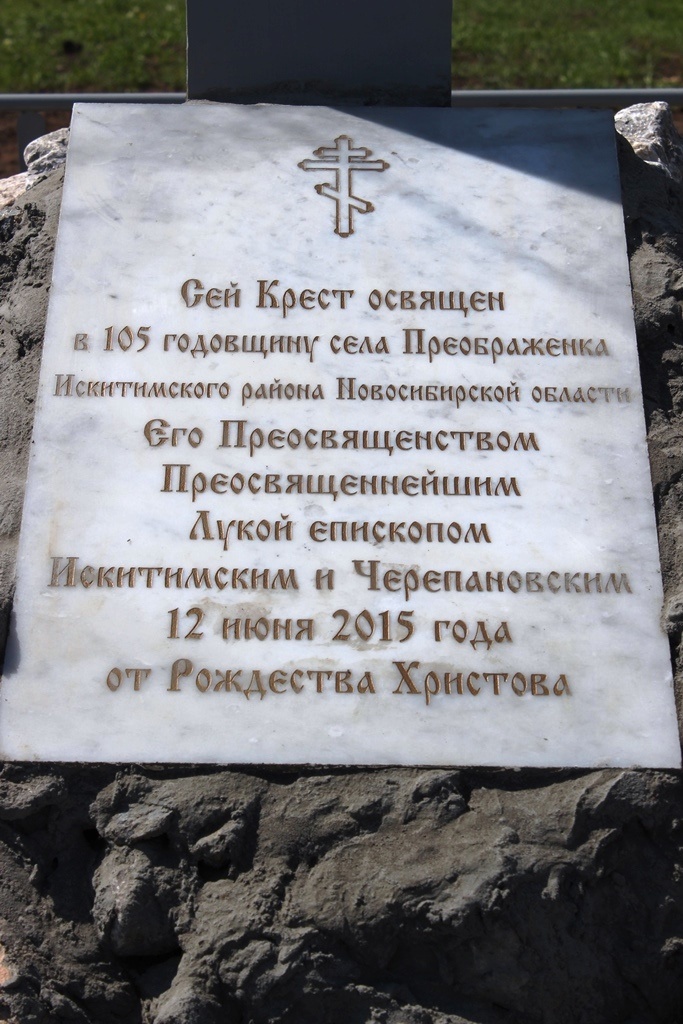 Сей Крест освящен
в 105 годовщину села Преображенка
Искитимского района Новосибирской области
Его Преосвященством
Преосвященнейшим
Лукой епископом
Искитимским и Черепановским
12 июня 2015 года
от Рождества Христова